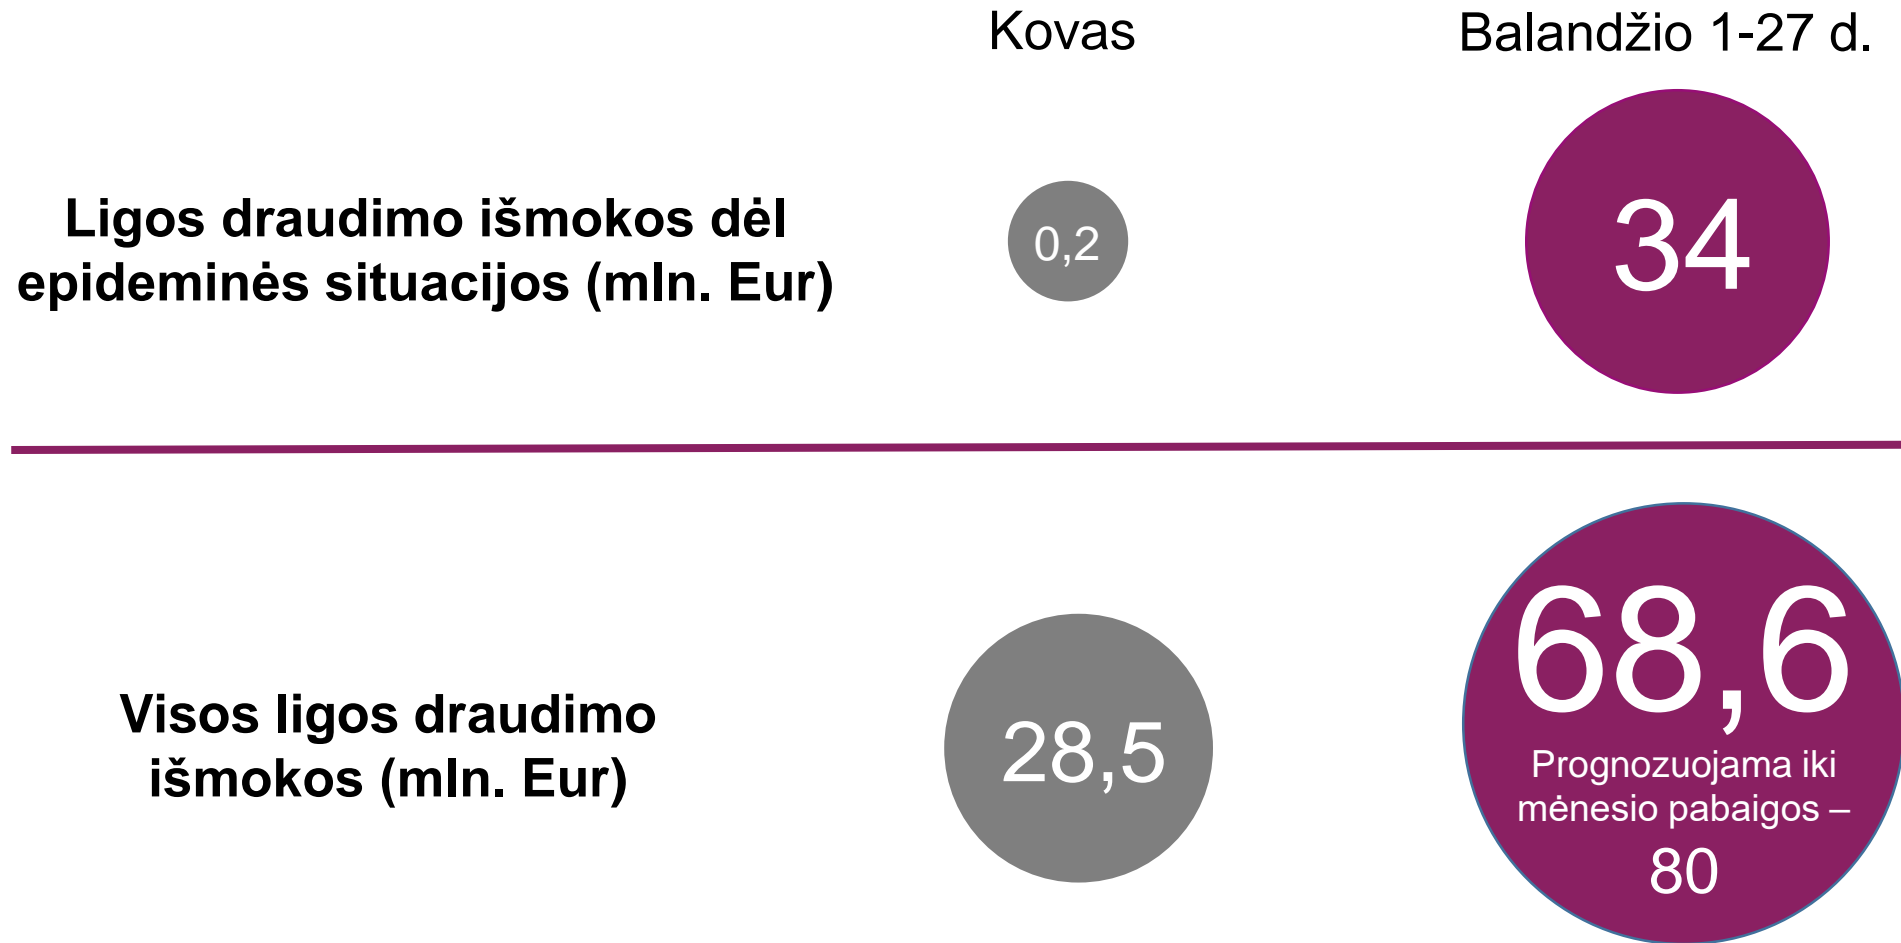 Kovas
Balandžio 1-27 d.
Ligos draudimo išmokos dėl
epideminės situacijos (mln. Eur)
0,2
34
Visos ligos draudimo
išmokos (mln. Eur)
28,5
68,6
Prognozuojama iki
mėnesio pabaigos –
80